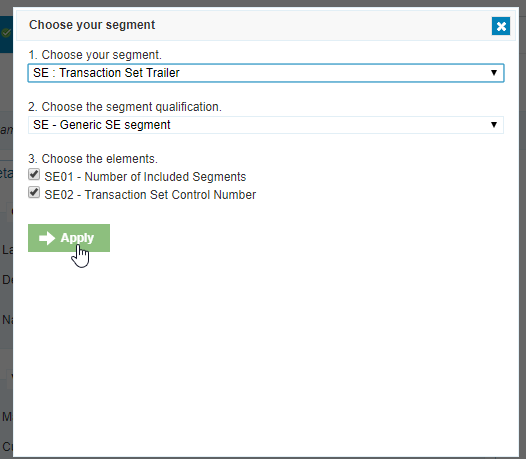 Choose your segment
1. Choose your segment.
SE : Transaction Set Trailer
2. Choose the segment qualification.
SE - Generic SE segment
3. Choose the elements.
SE01 - Number of Included Segments
SE02 - Transaction Set Control Number
Apply